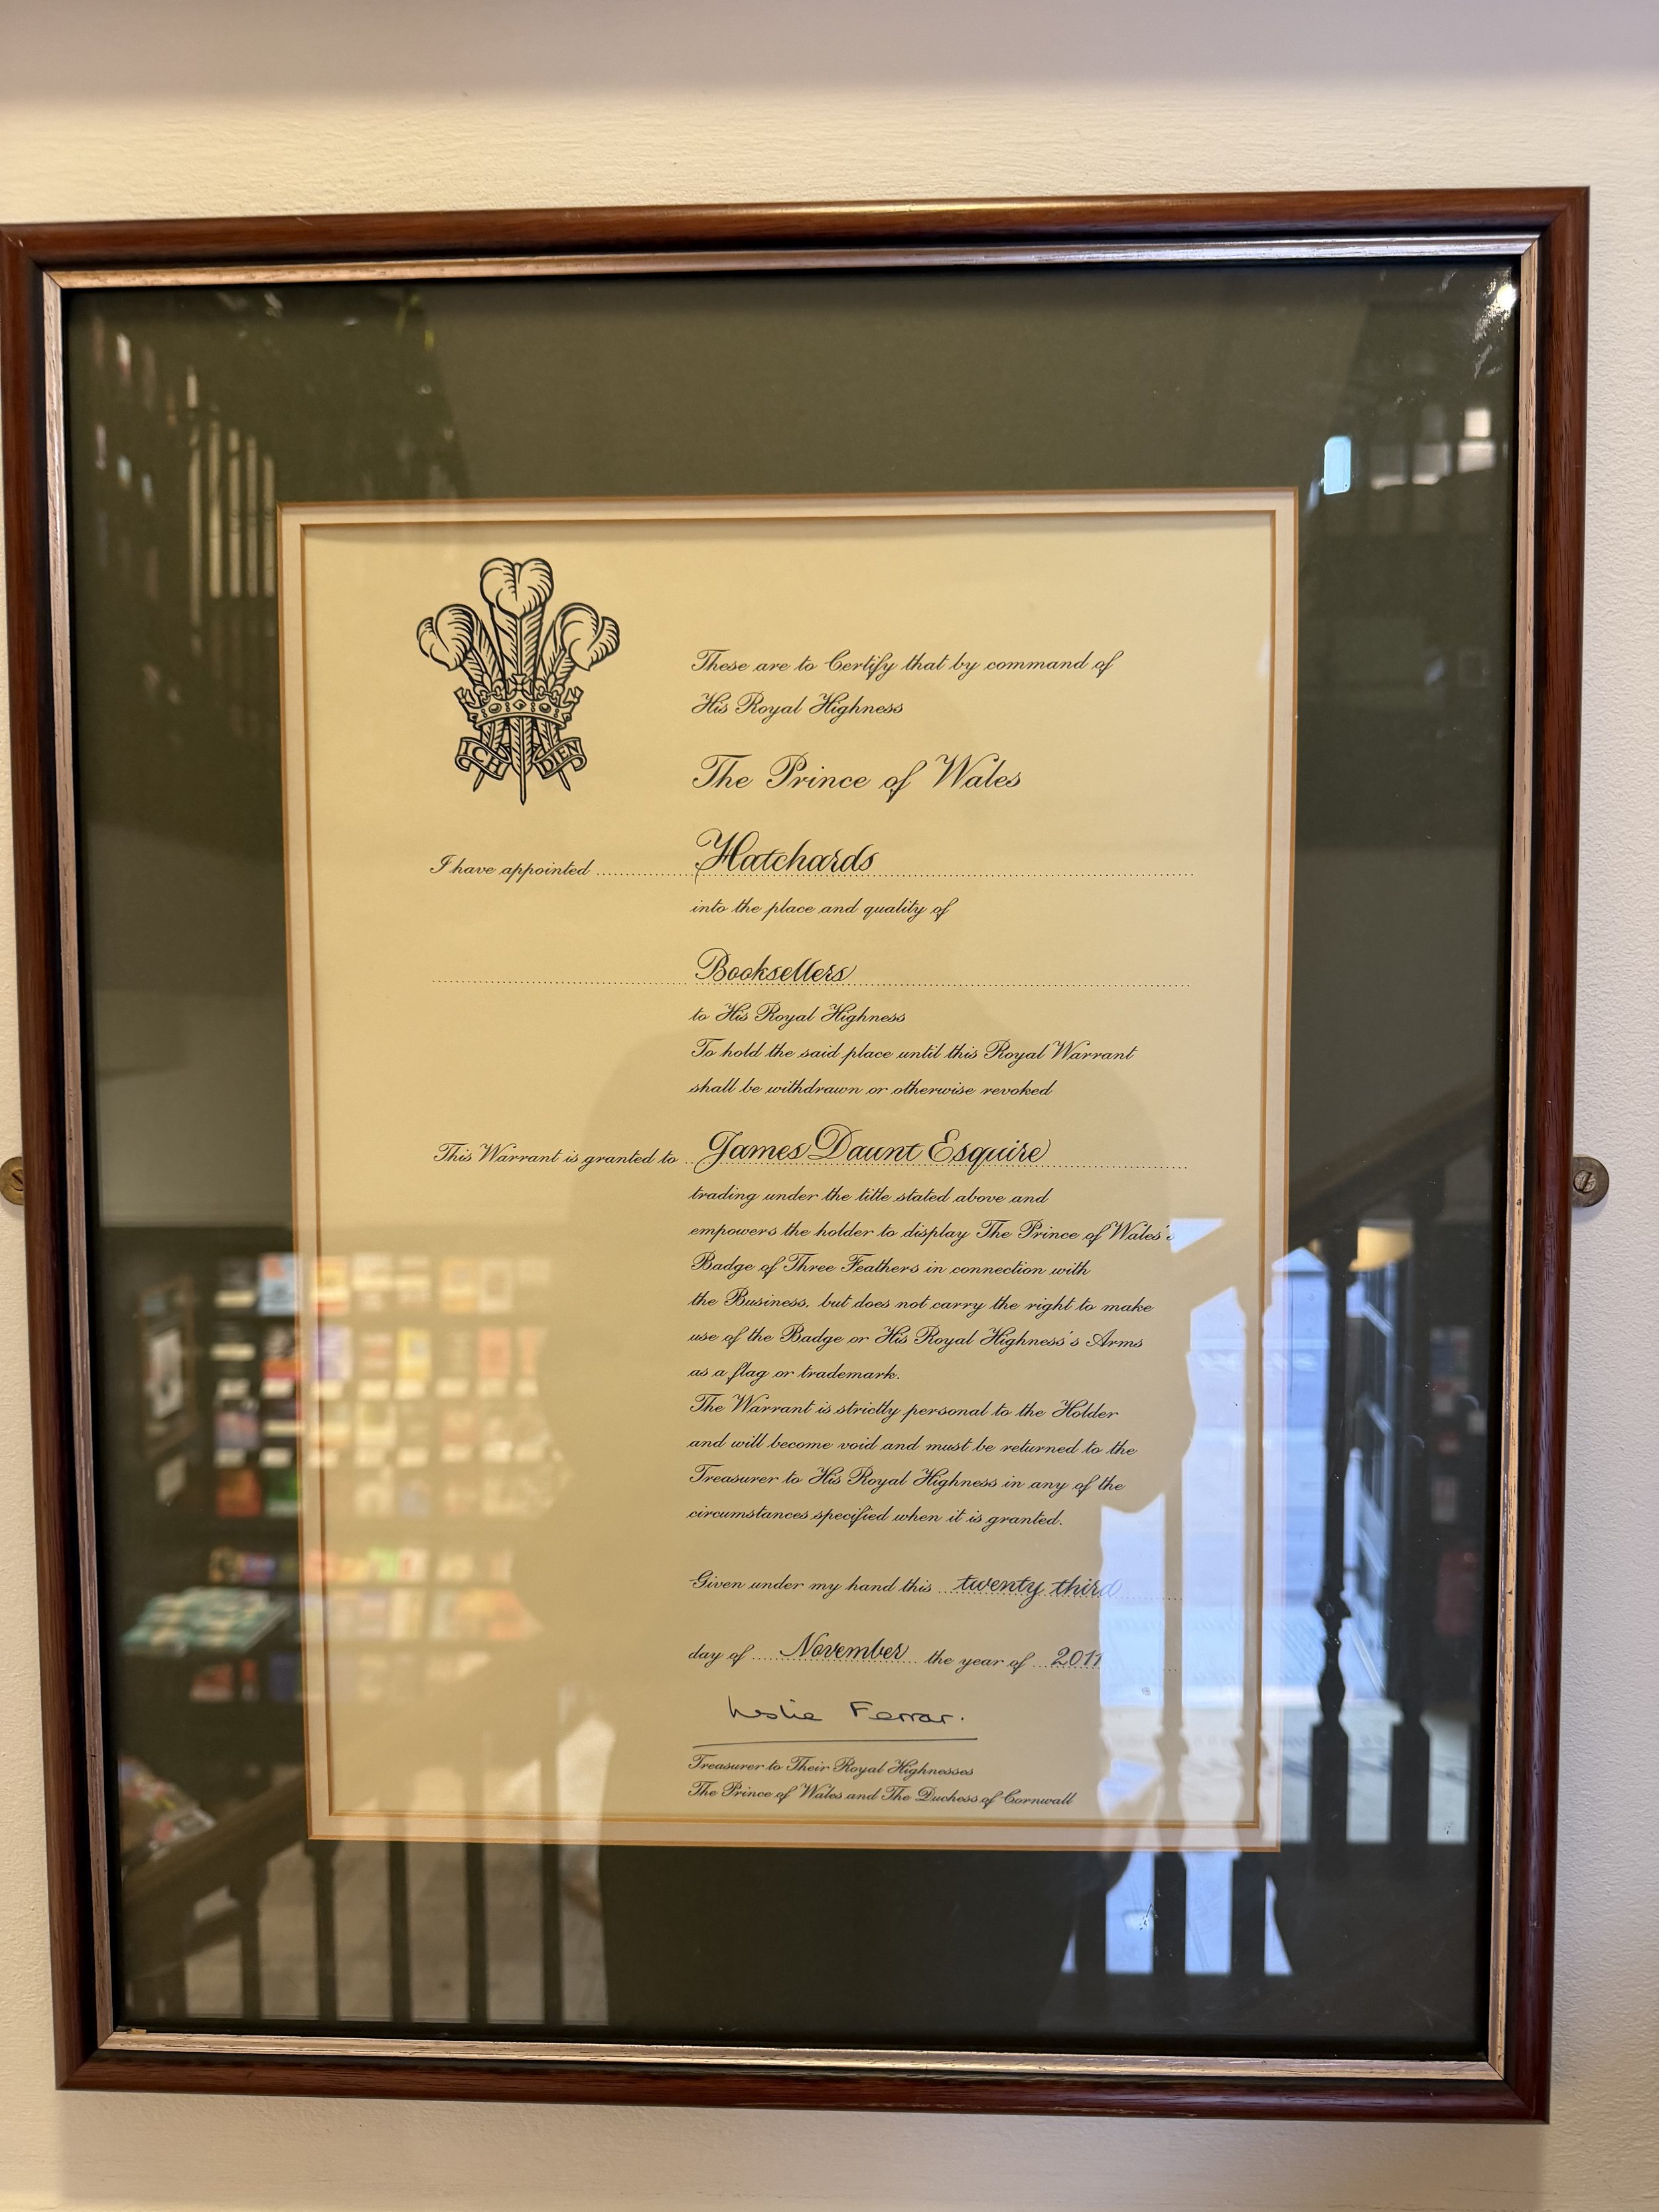 ICH DIEN
These are to Certify that by command of
His Royal Highness
The Prince of Wales
I have appointed Hatchards
into the place and quality of
Booksellers
to His Royal Highness
To hold the said place until this Royal Warrant
shall be withdrawn or otherwise revoked
This Warrant is granted to James Daunt Esquire
trading under the title stated above and
empowers the holder to display The Prince of Wales's
Badge of Three Feathers in connection with
the Business, but does not carry the right to make
use of the Badge or His Royal Highness's Arms
as a flag or trademark.
The Warrant is strictly personal to the Holder
and will become void and must be returned to the
Treasurer to His Royal Highness in any of the
circumstances specified when it is granted.
Given under my hand this twenty third
day of November the year of 2011
Leslie Ferrar.
Treasurer to Their Royal Highnesses
The Prince of Wales and The Duchess of Cornwall